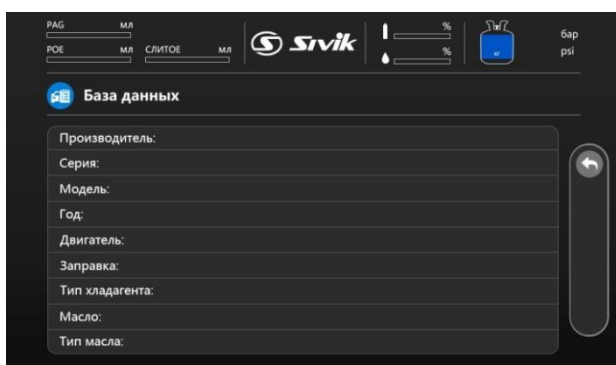 PAG МЛ
POE МЛ СЛИТОЕ МЛ
Sivik
%
%
кг
бар
psi
База данных
Производитель:
Серия:
Модель:
Год:
Двигатель:
Заправка:
Тип хладагента:
Масло:
Тип масла: